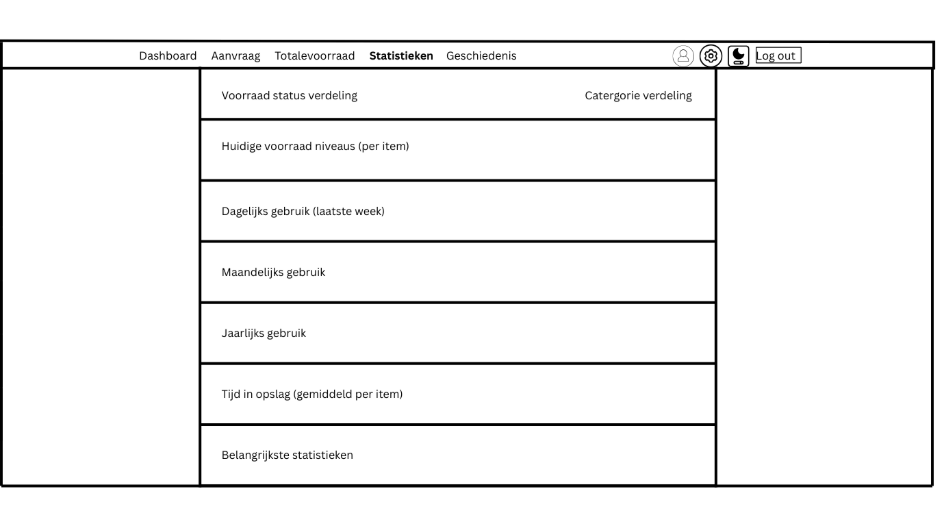 Dashboard Aanvraag Totalevoorraad Statistieken Geschiedenis Log out
Voorraad status verdeling Catergorie verdeling
Huidige voorraad niveaus (per item)
Dagelijks gebruik (laatste week)
Maandelijks gebruik
Jaarlijks gebruik
Tijd in opslag (gemiddeld per item)
Belangrijkste statistieken